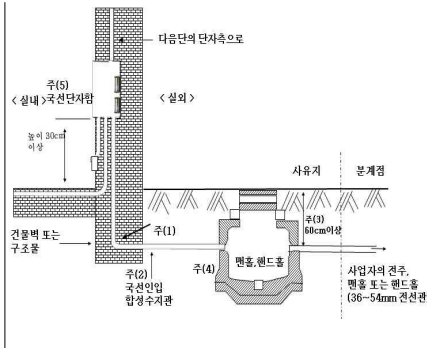 다음단의 단자측으로
주(5)
국선단자함
< 실내 >
< 실외 >
높이 30cm
이상
사유지
분계점
주(3)
60cm이상
주(1)
건물벽 또는
구조물
주(2)
국선인입
합성수지관
주(4)
맨홀,핸드홀
사업자의 전주,
맨홀 또는 핸드홀
(36~54mm 전선관